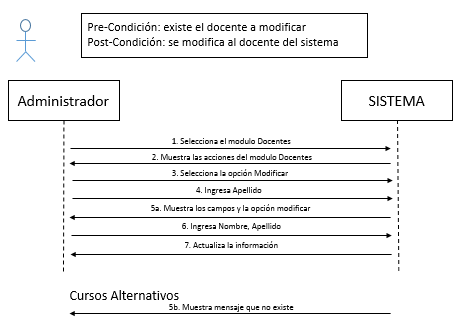 Pre-Condición: existe el docente a modificar
Post-Condición: se modifica al docente del sistema
Administrador
SISTEMA
1. Selecciona el modulo Docentes
2. Muestra las acciones del modulo Docentes
3. Selecciona la opción Modificar
4. Ingresa Apellido
5a. Muestra los campos y la opción modificar
6. Ingresa Nombre, Apellido
7. Actualiza la información
Cursos Alternativos
5b. Muestra mensaje que no existe